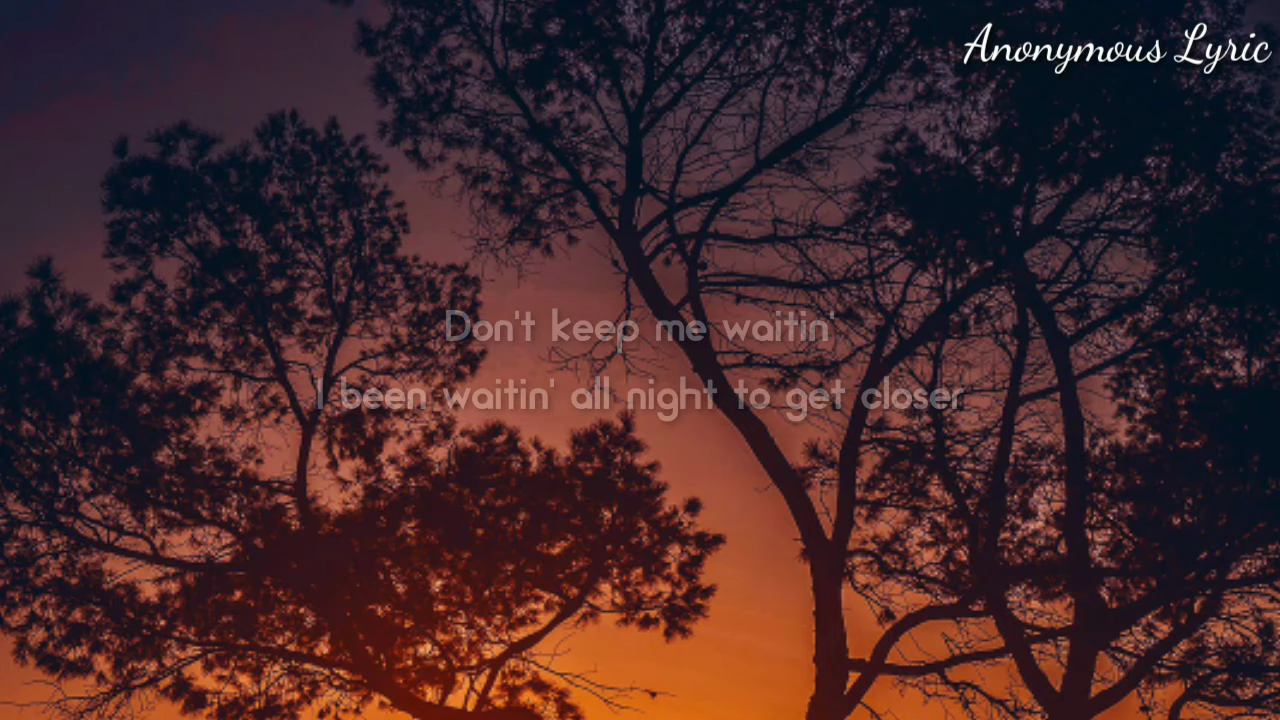 Anonymous Lyric
Don't keep me waitin'
I been waitin' all night to get closer